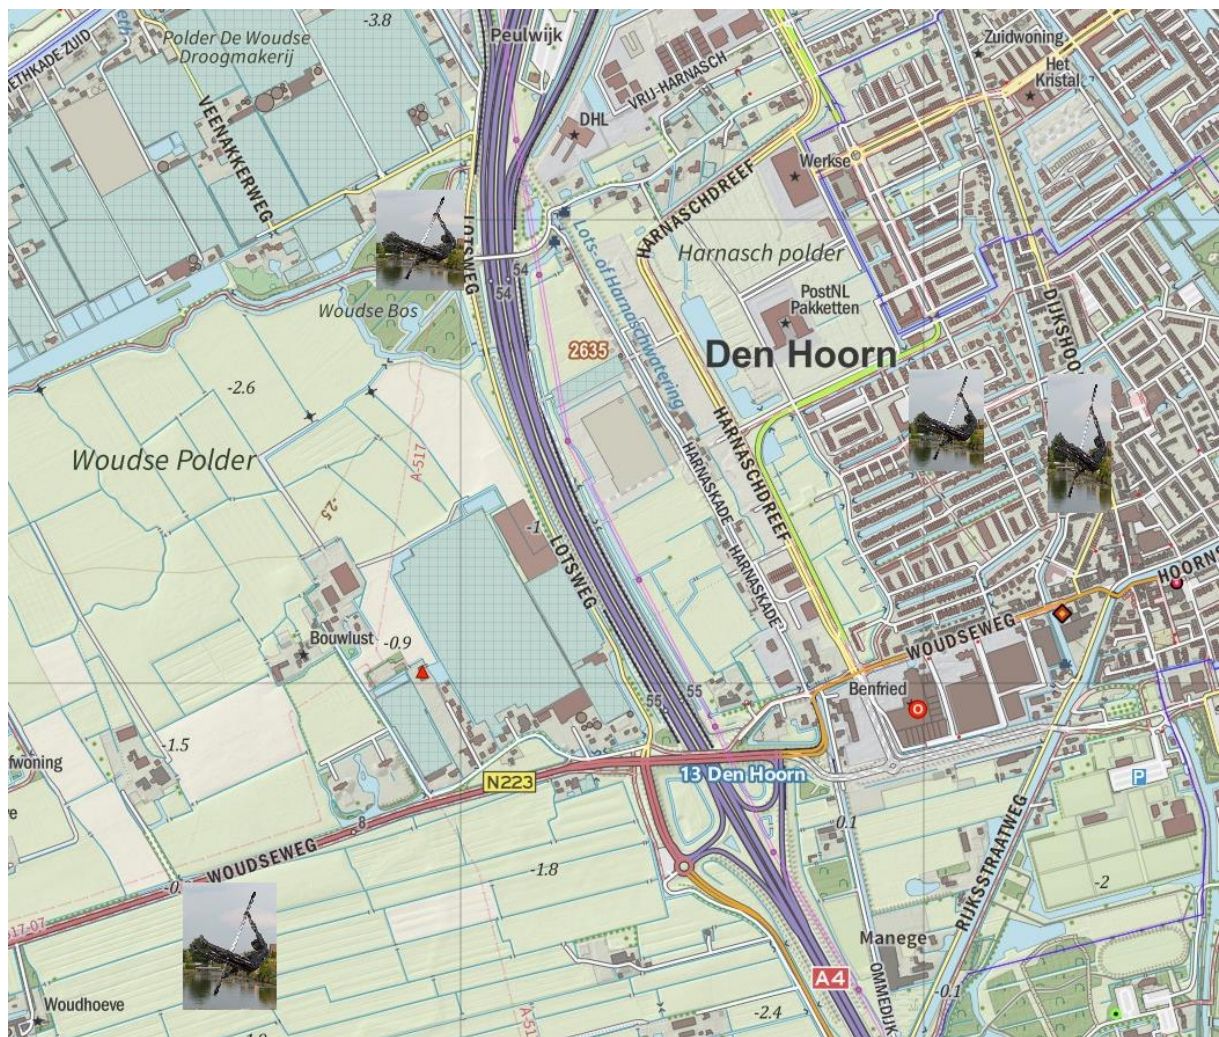 -3.8
Peulwijk
Zuidwoning
Polder De Woudse
Droogmakerij
Het
Kristal
VRIJ-HARNASCH
VEENAKKERWEG
DHL
Werkse
HARNASCHDREEF
LOTSWEG
Lots- of Harnaschwatering
Harnasch polder
54
54
PostNL
Pakketten
Woudse Bos
2635
Den Hoorn
-2.6
HARNASCHDREEF
Woudse Polder
A-517
HARNASKADE
-2.5
-1
LOTSWEG
HARNASKADE
WOUDSEWEG
Bouwlust
-0.9
Benfried
55
55
-1.5
fwoning
N223
13 Den Hoorn
P
8
0.1
WOUDSEWEG
RIJKSSTRAATWEG
-1.8
-2
17-07
Manege
A4
OMMEDIJK
-0.1
Woudhoeve
-2.4